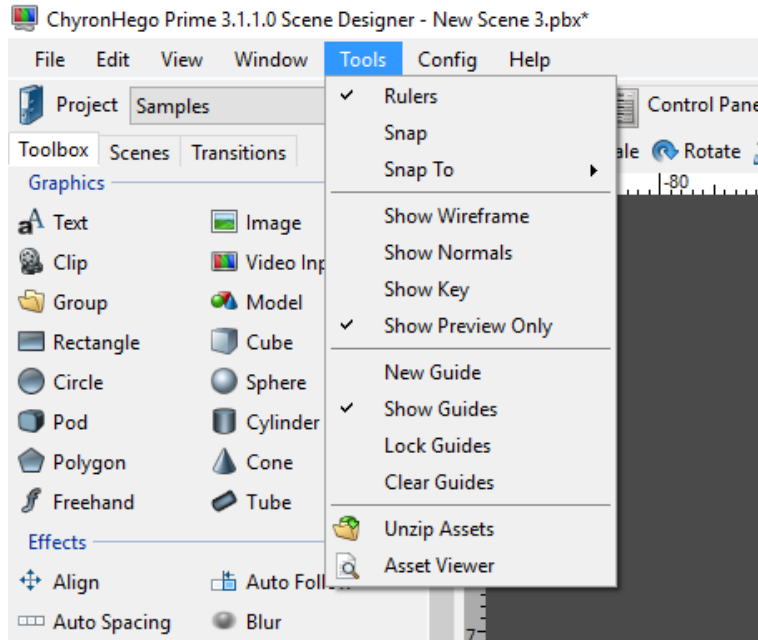 ChyronHego Prime 3.1.1.0 Scene Designer - New Scene 3.pbx*
File Edit View Window Tools Config Help
Project Samples Control Pane
Toolbox Scenes Transitions
ale Rotate
-80
Graphics
Text Image
Clip Video Inp
Group Model
Rectangle Cube
Circle Sphere
Pod Cylinder
Polygon Cone
Freehand Tube
Effects
Align Auto Foll
Auto Spacing Blur
Rulers
Snap
Snap To
Show Wireframe
Show Normals
Show Key
Show Preview Only
New Guide
Show Guides
Lock Guides
Clear Guides
Unzip Assets
Asset Viewer
7